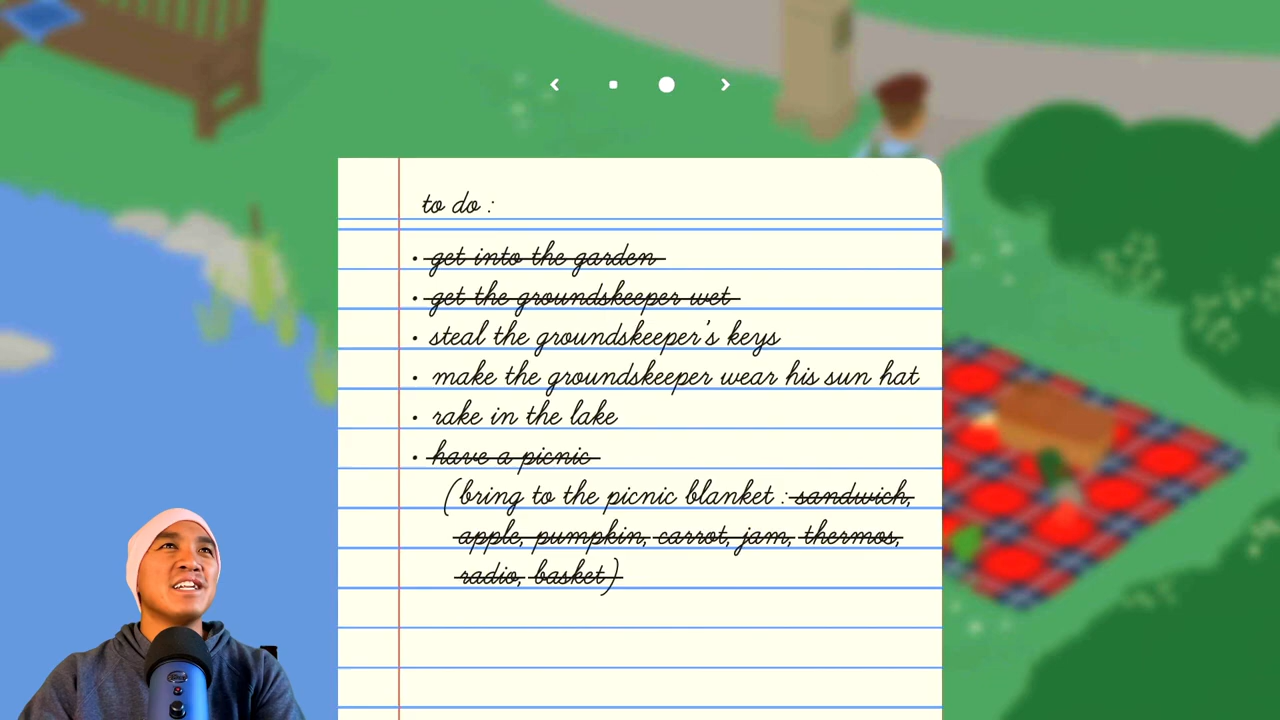 to do :
• get into the garden
• get the groundskeeper wet
• steal the groundskeeper's keys
• make the groundskeeper wear his sun hat
• rake in the lake
• have a picnic
(bring to the picnic blanket : sandwich,
apple, pumpkin, carrot, jam, thermos,
radio, basket)